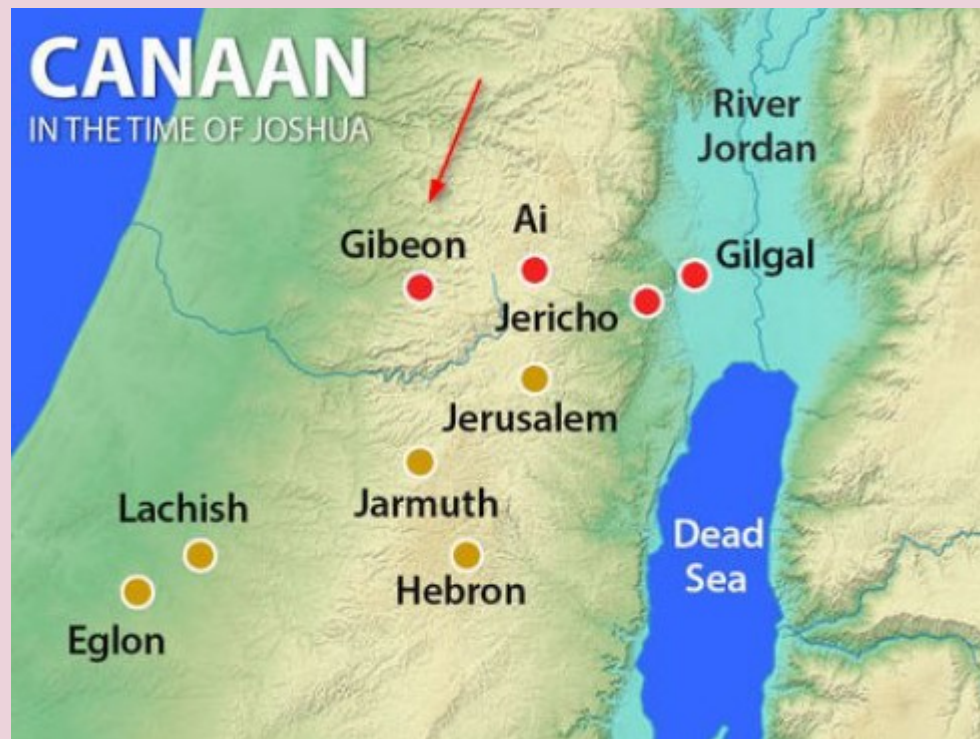 CANAAN
IN THE TIME OF JOSHUA
River
Jordan
Ai
Gibeon
Gilgal
Jericho
Jerusalem
Jarmuth
Lachish
Dead
Sea
Hebron
Eglon